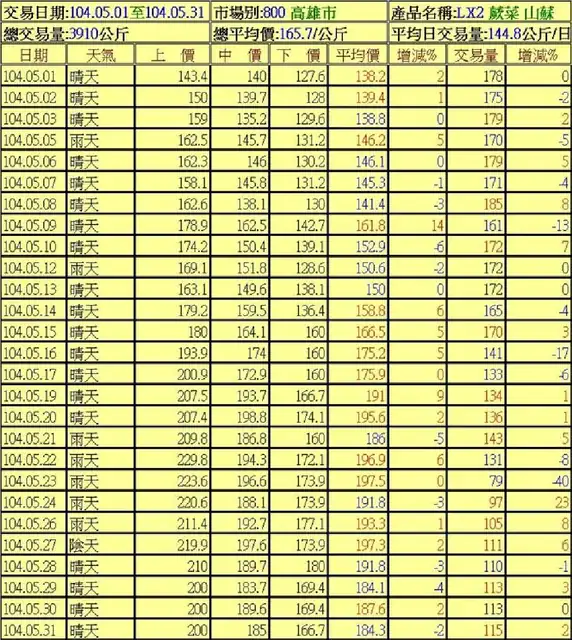 交易日期:104.05.01至104.05.31 市場別:800 高雄市 產品名稱:LX2 蕨菜 山蘇
總交易量:3910公斤 總平均價:165.7/公斤 平均日交易量:144.8公斤/日
日期 天氣 上 價 中 價 下 價 平均價 增減% 交易量 增減%
104.05.01 晴天 143.4 140 127.6 138.2 2 178 0
104.05.02 晴天 150 139.7 128 139.4 1 175 -2
104.05.03 晴天 159 135.2 129.6 138.8 0 179 2
104.05.05 雨天 162.5 145.7 131.2 146.2 5 170 -5
104.05.06 晴天 162.3 146 130.2 146.1 0 179 5
104.05.07 晴天 158.1 145.8 131.2 145.3 -1 171 -4
104.05.08 晴天 162.6 138.1 130 141.4 -3 185 8
104.05.09 晴天 178.9 162.5 142.7 161.8 14 161 -13
104.05.10 晴天 174.2 150.4 139.1 152.9 -6 172 7
104.05.12 雨天 169.1 151.8 128.6 150.6 -2 172 0
104.05.13 晴天 163.1 149.6 138.1 150 0 172 0
104.05.14 晴天 179.2 159.5 136.4 158.8 6 165 -4
104.05.15 晴天 180 164.1 160 166.5 5 170 3
104.05.16 晴天 193.9 174 160 175.2 5 141 -17
104.05.17 晴天 200.9 172.9 160 175.9 0 133 -6
104.05.19 晴天 207.5 193.7 166.7 191 9 134 1
104.05.20 晴天 207.4 198.8 174.1 195.6 2 136 1
104.05.21 雨天 209.8 186.8 160 186 -5 143 5
104.05.22 雨天 229.8 194.3 172.1 196.9 6 131 -8
104.05.23 雨天 223.6 196.6 173.9 197.5 0 79 -40
104.05.24 雨天 220.6 188.1 173.9 191.8 -3 97 23
104.05.26 雨天 211.4 192.7 177.1 193.3 1 105 8
104.05.27 陰天 219.9 197.6 173.9 197.3 2 111 6
104.05.28 晴天 210 189.7 180 191.8 -3 110 -1
104.05.29 晴天 200 183.7 169.4 184.1 -4 113 3
104.05.30 晴天 200 189.6 169.4 187.6 2 113 0
104.05.31 晴天 200 185 166.7 184.3 -2 115 2